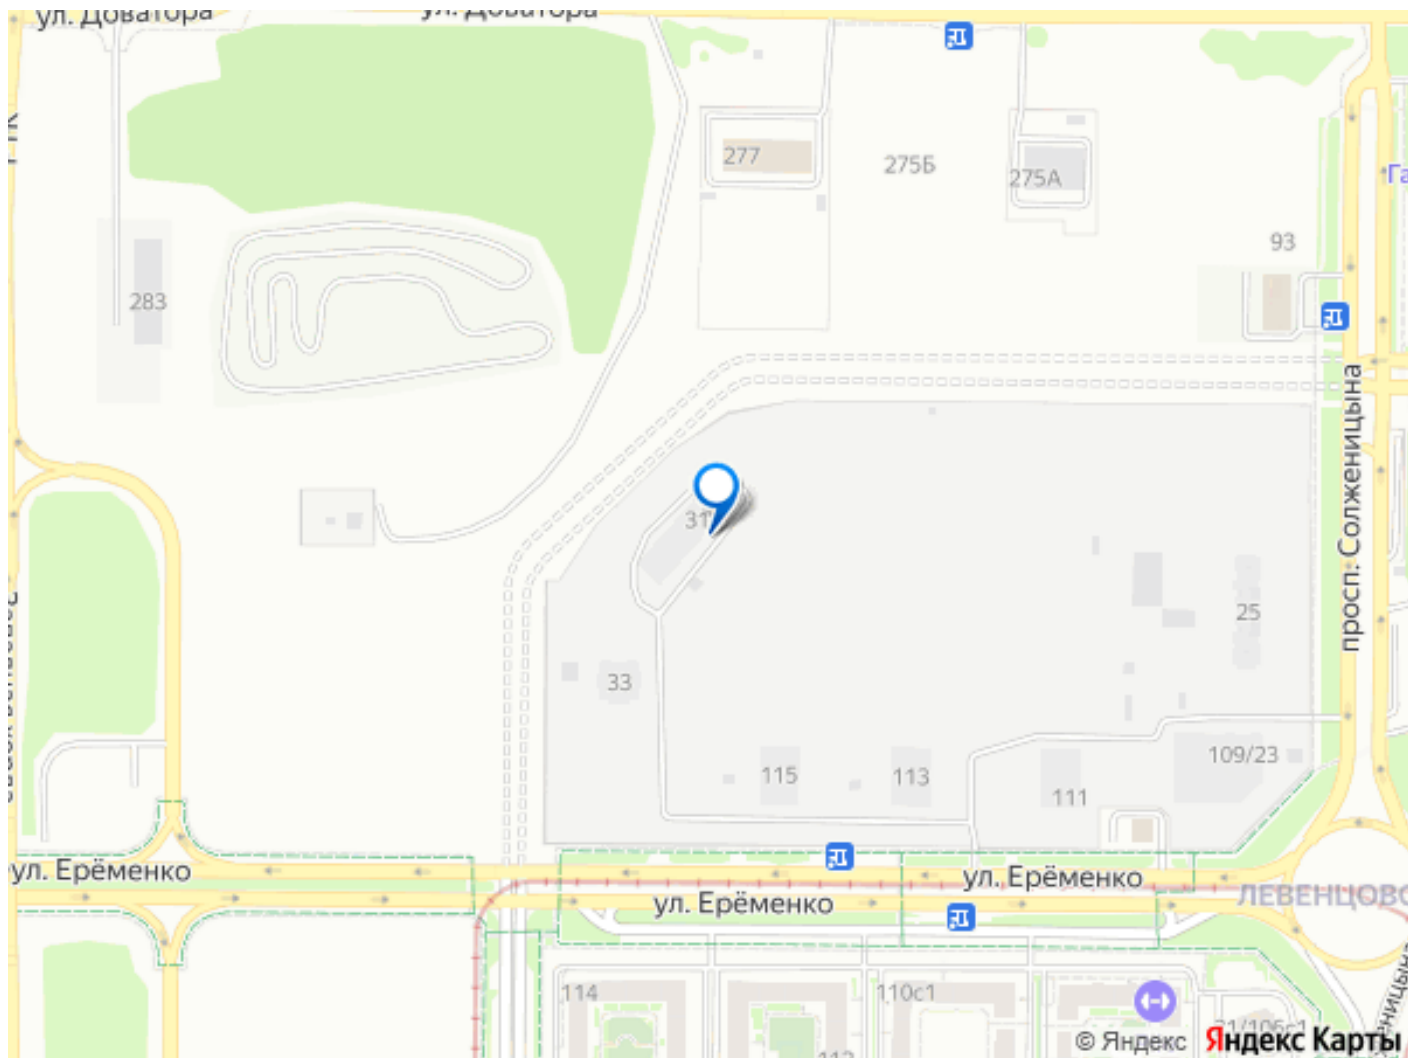 ул. Доватора
ул. Доватора
277
275Б
275А
93
283
просп. Солженицына
31
25
33
115
113
111
109/23
ул. Ерёменко
ул. Ерёменко
ул. Ерёменко
ЛЕВЕНЦОВО
114
110с1
© Яндекс
Яндекс Карты